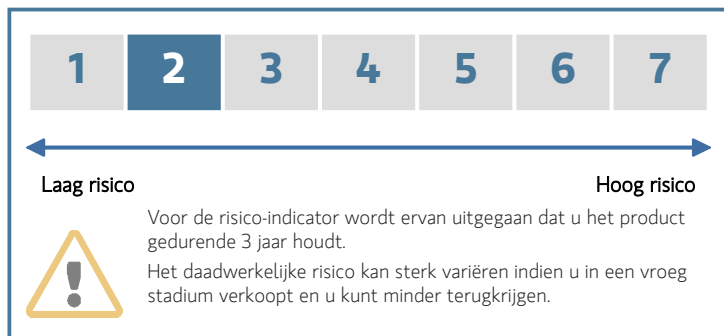 1 2 3 4 5 6 7
Laag risico Hoog risico
Voor de risico-indicator wordt ervan uitgegaan dat u het product
gedurende 3 jaar houdt.
Het daadwerkelijke risico kan sterk variëren indien u in een vroeg
stadium verkoopt en u kunt minder terugkrijgen.